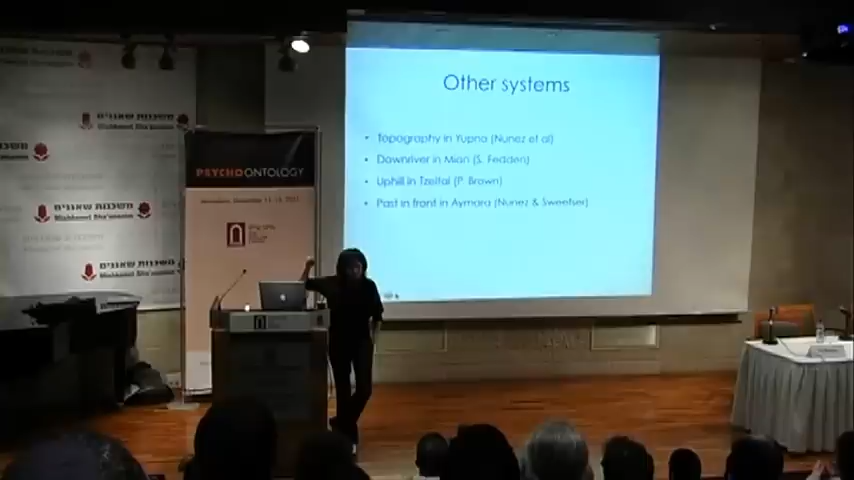 Other systems
• Topography in Yupno (Nunez et al)
• Downriver in Mian (S. Fedden)
• Uphill in Tzeltal (P. Brown)
• Past in front in Aymara (Nunez & Sweetser)
PSYCHOONTOLOGY
משכנות שאננים
Mishkenot Sha'ananim
משכנות שאננים
Mishkenot Sha'ananim
משכנות שאננים
Mishkenot Sha'ananim